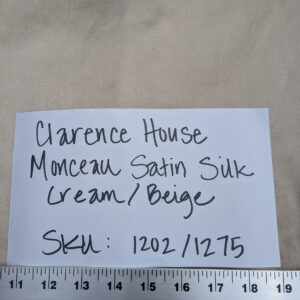 Clarence House
Monceau Satin Silk
Cream/Beige
SKU: 1202/1275
11 12 13 14 15 16 17 18 19